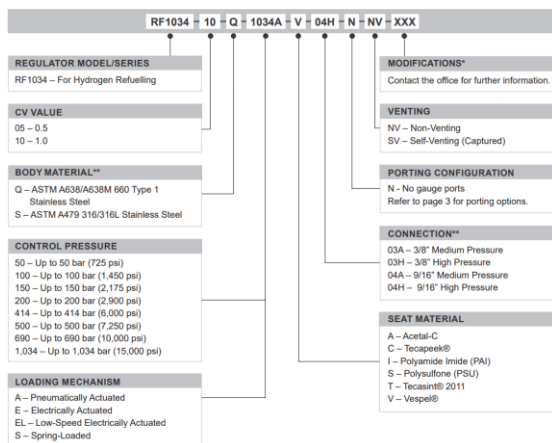 RF1034 - 10 - Q - 1034A - V - 04H - N - NV - XXX
REGULATOR MODEL/SERIES
RF1034 – For Hydrogen Refuelling
CV VALUE
05 – 0.5
10 – 1.0
BODY MATERIAL**
Q – ASTM A638/A638M 660 Type 1
Stainless Steel
S – ASTM A479 316/316L Stainless Steel
CONTROL PRESSURE
50 – Up to 50 bar (725 psi)
100 – Up to 100 bar (1,450 psi)
150 – Up to 150 bar (2,175 psi)
200 – Up to 200 bar (2,900 psi)
414 – Up to 414 bar (6,000 psi)
500 – Up to 500 bar (7,250 psi)
690 – Up to 690 bar (10,000 psi)
1,034 – Up to 1,034 bar (15,000 psi)
LOADING MECHANISM
A – Pneumatically Actuated
E – Electrically Actuated
EL – Low-Speed Electrically Actuated
S – Spring-Loaded
MODIFICATIONS*
Contact the office for further information.
VENTING
NV – Non-Venting
SV – Self-Venting (Captured)
PORTING CONFIGURATION
N - No gauge ports
Refer to page 3 for porting options.
CONNECTION**
03A – 3/8" Medium Pressure
03H – 3/8" High Pressure
04A – 9/16" Medium Pressure
04H – 9/16" High Pressure
SEAT MATERIAL
A – Acetal-C
C – Tecapeek®
I – Polyamide Imide (PAI)
S – Polysulfone (PSU)
T – Tecasint® 2011
V – Vespel®